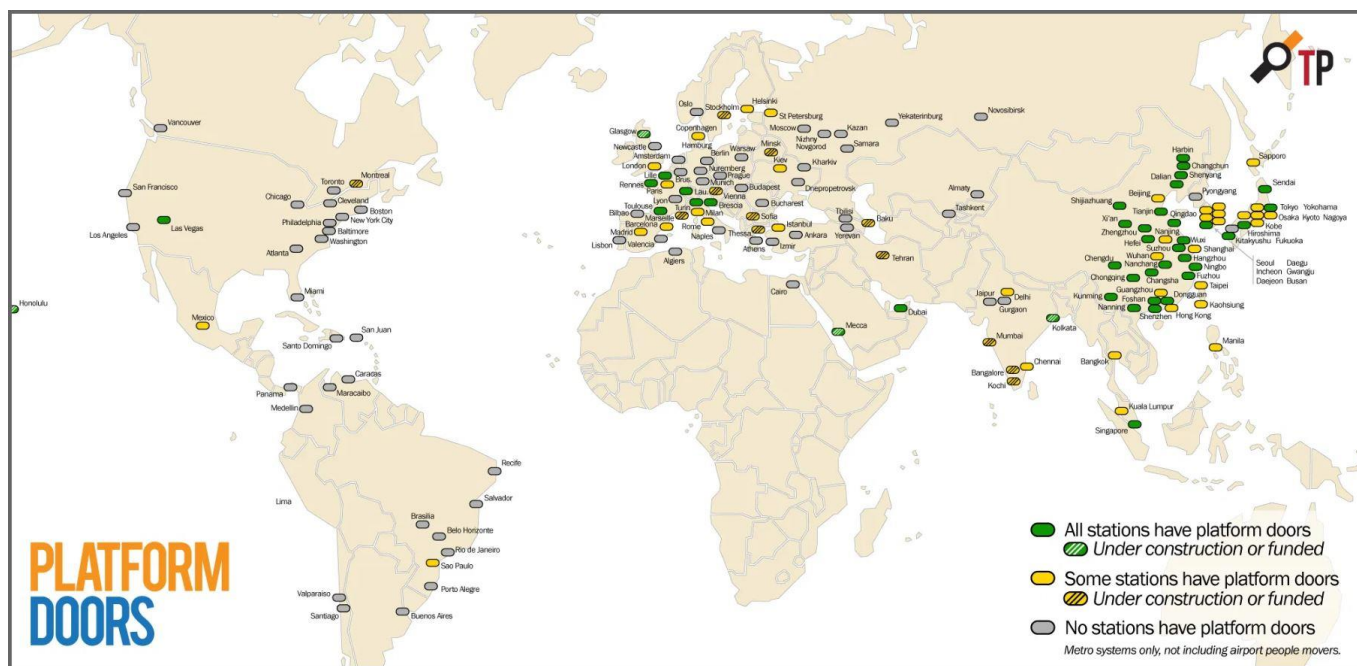 TP
Vancouver
San Francisco
Los Angeles
Las Vegas
Honolulu
Mexico
Chicago
Toronto
Montreal
Cleveland
Boston
New York City
Philadelphia
Baltimore
Washington
Atlanta
Miami
San Juan
Santo Domingo
Caracas
Panama
Maracaibo
Medellin
Recife
Lima
Salvador
Brasilia
Belo Horizonte
Rio de Janeiro
Sao Paulo
Porto Alegre
Valparaiso
Santiago
Buenos Aires
Oslo
Stockholm
Helsinki
St Petersburg
Glasgow
Copenhagen
Moscow
Nizhny
Novgorod
Kazan
Samara
Yekaterinburg
Novosibirsk
Newcastle
Hamburg
Amsterdam
Berlin
Warsaw
Minsk
London
Nuremberg
Kiev
Kharkiv
Lille
Brus.
Prague
Rennes
Paris
Munich
Dniepropetrovsk
Lau.
Vienna
Budapest
Lyon
Brescia
Bucharest
Toulouse
Turin
Bilbao
Marseille
Milan
Sofia
Barcelona
Rome
Istanbul
Madrid
Naples
Thessa
Ankara
Lisbon
Valencia
Athens
Izmir
Algiers
Cairo
Tbilisi
Baku
Yerevan
Tehran
Almaty
Tashkent
Mecca
Dubai
Jaipur
Delhi
Gurgaon
Kolkata
Mumbai
Chennai
Bangalore
Kochi
Harbin
Changchun
Shenyang
Dalian
Sapporo
Beijing
Pyongyang
Sendai
Shijiazhuang
Tianjin
Tokyo Yokohama
Qingdao
Osaka Kyoto Nagoya
Xi'an
Kobe
Zhengzhou
Nanjing
Hiroshima
Hefei
Wuxi
Kitakyushu Fukuoka
Suzhou
Shanghai
Wuhan
Hangzhou
Chengdu
Nanchang
Ningbo
Seoul Daegu
Incheon Gwangju
Daejeon Busan
Chongqing
Changsha
Fuzhou
Guangzhou
Taipei
Kunming
Foshan
Dongguan
Nanning
Kaohsiung
Shenzhen
Hong Kong
Manila
Bangkok
Kuala Lumpur
Singapore
PLATFORM
DOORS
All stations have platform doors
Under construction or funded
Some stations have platform doors
Under construction or funded
No stations have platform doors
Metro systems only, not including airport people movers.